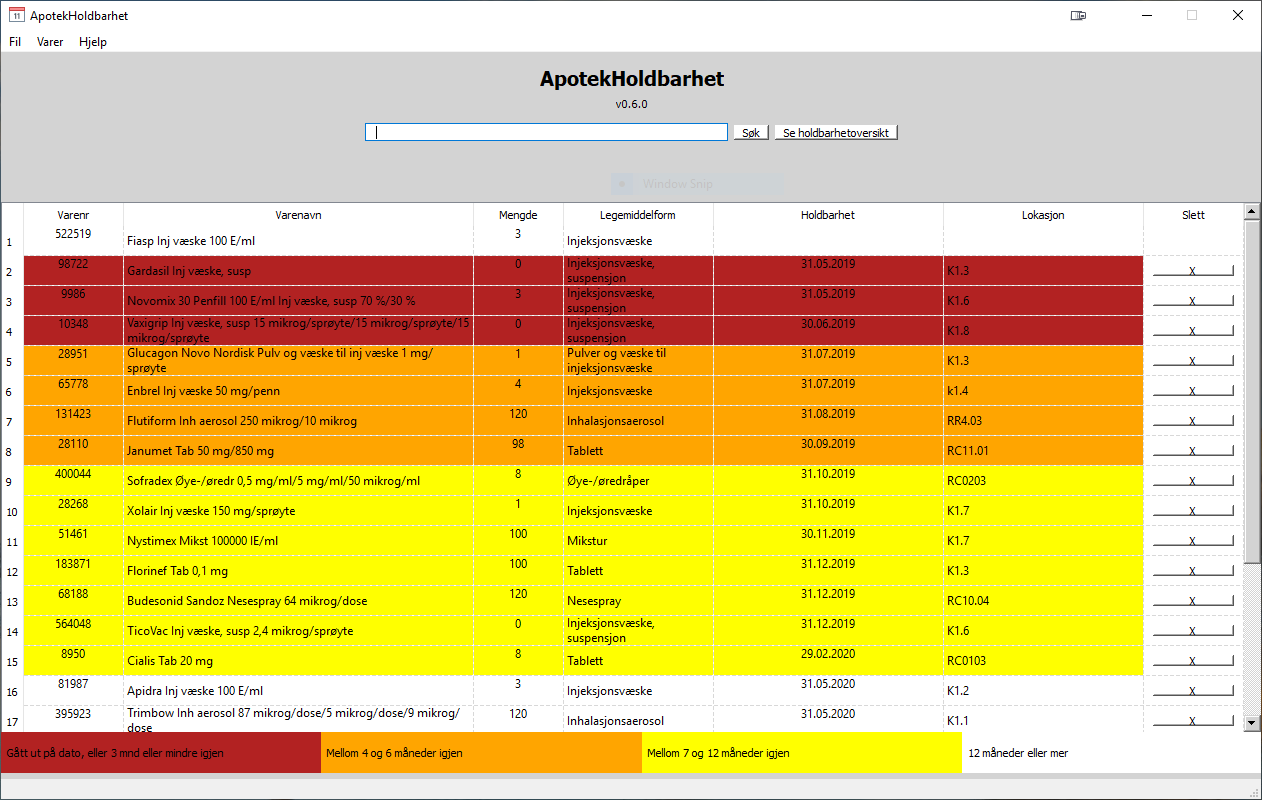 ApotekHoldbarhet
Fil Varer Hjelp
ApotekHoldbarhet
v0.6.0
Søk Se holdbarhetoversikt
Window Snip
Varenr Varenavn Mengde Legemiddelform Holdbarhet Lokasjon Slett
1 522519 Fiasp Inj væske 100 E/ml 3 Injeksjonsvæske
2 98722 Gardasil Inj væske, susp 0 Injeksjonsvæske, suspensjon 31.05.2019 K1.3 X
3 9986 Novomix 30 Penfill 100 E/ml Inj væske, susp 70 %/30 % 3 Injeksjonsvæske, suspensjon 31.05.2019 K1.6 X
4 10348 Vaxigrip Inj væske, susp 15 mikrog/sprøyte/15 mikrog/sprøyte/15 mikrog/sprøyte 0 Injeksjonsvæske, suspensjon 30.06.2019 K1.8 X
5 28951 Glucagon Novo Nordisk Pulv og væske til inj væske 1 mg/ sprøyte 1 Pulver og væske til injeksjonsvæske 31.07.2019 K1.3 X
6 65778 Enbrel Inj væske 50 mg/penn 4 Injeksjonsvæske 31.07.2019 k1.4 X
7 131423 Flutiform Inh aerosol 250 mikrog/10 mikrog 120 Inhalasjonsaerosol 31.08.2019 RR4.03 X
8 28110 Janumet Tab 50 mg/850 mg 98 Tablett 30.09.2019 RC11.01 X
9 400044 Sofradex Øye-/øredr 0,5 mg/ml/5 mg/ml/50 mikrog/ml 8 Øye-/øredråper 31.10.2019 RC0203 X
10 28268 Xolair Inj væske 150 mg/sprøyte 1 Injeksjonsvæske 31.10.2019 K1.7 X
11 51461 Nystimex Mikst 100000 IE/ml 100 Mikstur 30.11.2019 K1.7 X
12 183871 Florinef Tab 0,1 mg 100 Tablett 31.12.2019 K1.3 X
13 68188 Budesonid Sandoz Nesespray 64 mikrog/dose 120 Nesespray 31.12.2019 RC10.04 X
14 564048 TicoVac Inj væske, susp 2,4 mikrog/sprøyte 0 Injeksjonsvæske, suspensjon 31.12.2019 K1.6 X
15 8950 Cialis Tab 20 mg 8 Tablett 29.02.2020 RC0103 X
16 81987 Apidra Inj væske 100 E/ml 3 Injeksjonsvæske 31.05.2020 K1.2 X
17 395923 Trimbow Inh aerosol 87 mikrog/dose/5 mikrog/dose/9 mikrog/ dose 120 Inhalasjonsaerosol 31.05.2020 K1.1 X
Gått ut på dato, eller 3 mnd eller mindre igjen Mellom 4 og 6 måneder igjen Mellom 7 og 12 måneder igjen 12 måneder eller mer